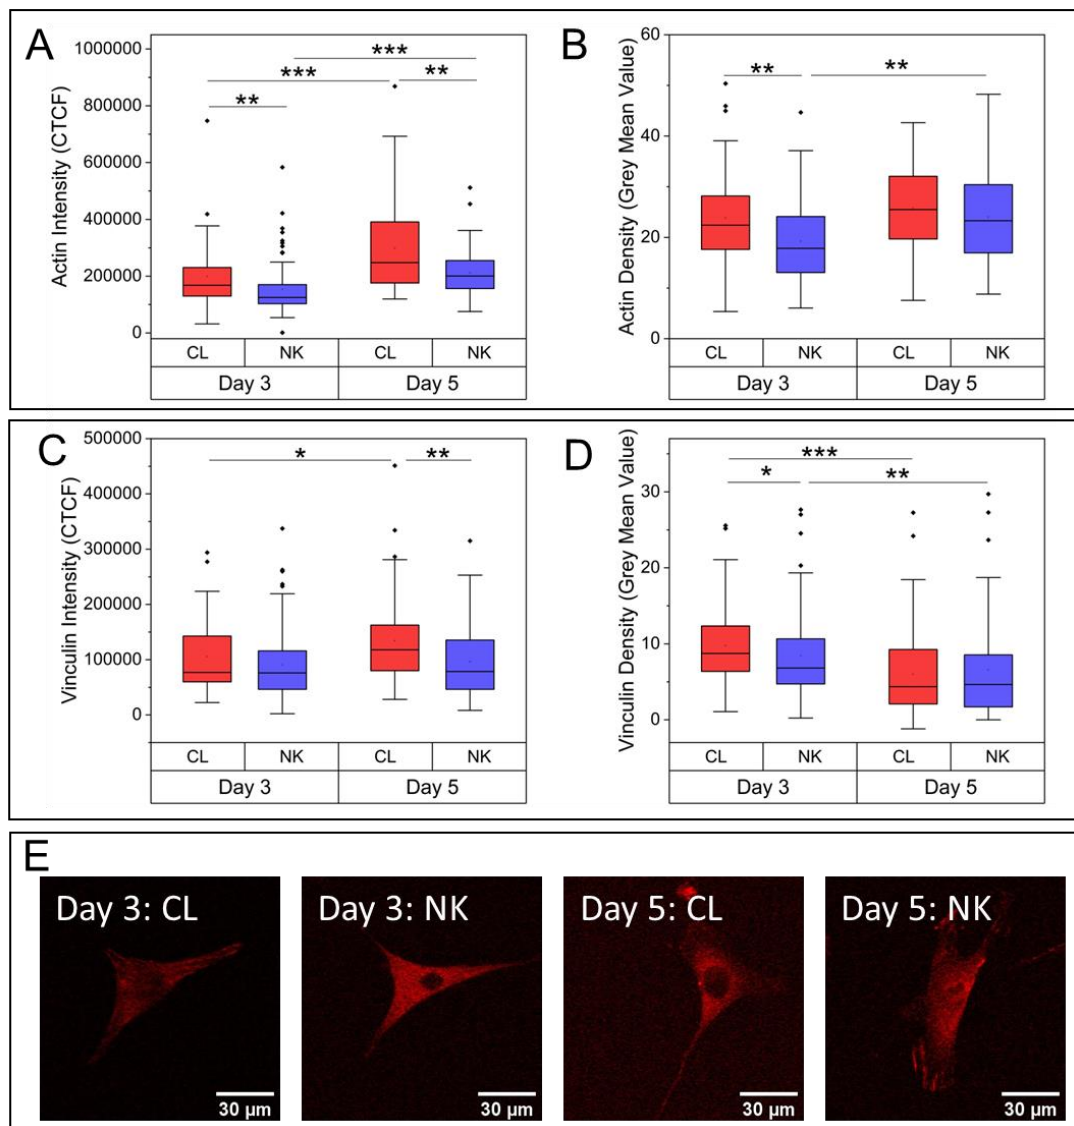 A
Actin Intensity (CTCF)
1000000
800000
600000
400000
200000
0
***
***
**
**
CL NK CL NK
Day 3 Day 5
B
Actin Density (Grey Mean Value)
60
40
20
0
** **
CL NK CL NK
Day 3 Day 5
C
Vinculin Intensity (CTCF)
500000
400000
300000
200000
100000
0
* **
CL NK CL NK
Day 3 Day 5
D
Vinculin Density (Grey Mean Value)
30
20
10
0
***
* **
CL NK CL NK
Day 3 Day 5
E
Day 3: CL
30 µm
Day 3: NK
30 µm
Day 5: CL
30 µm
Day 5: NK
30 µm